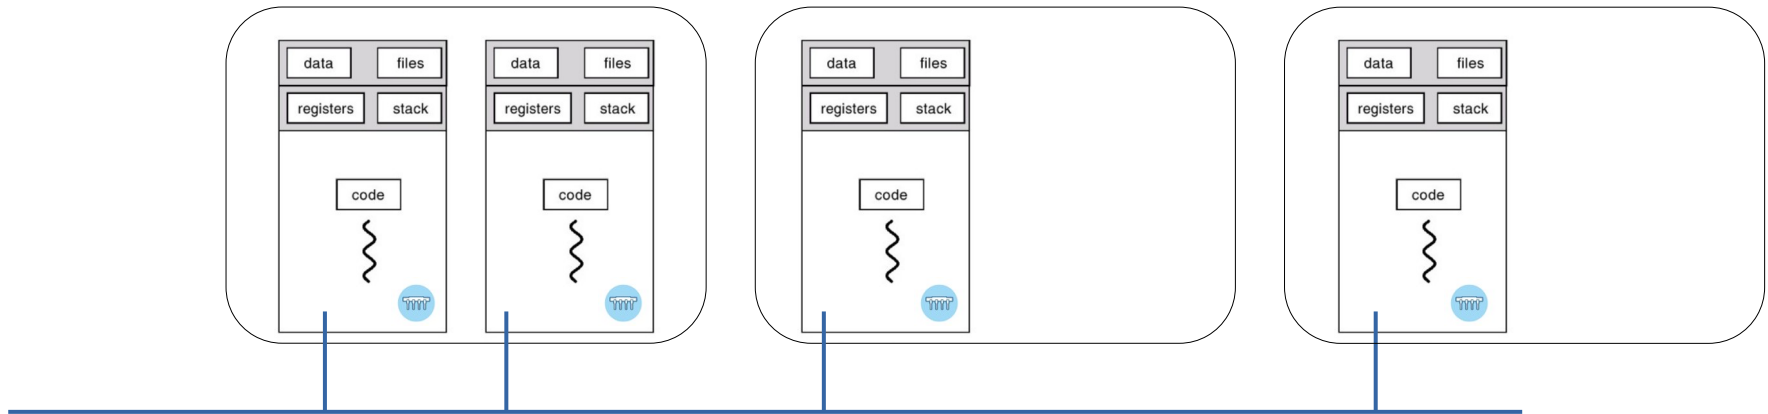 data files data files data files data files
registers stack registers stack registers stack registers stack
code code code code